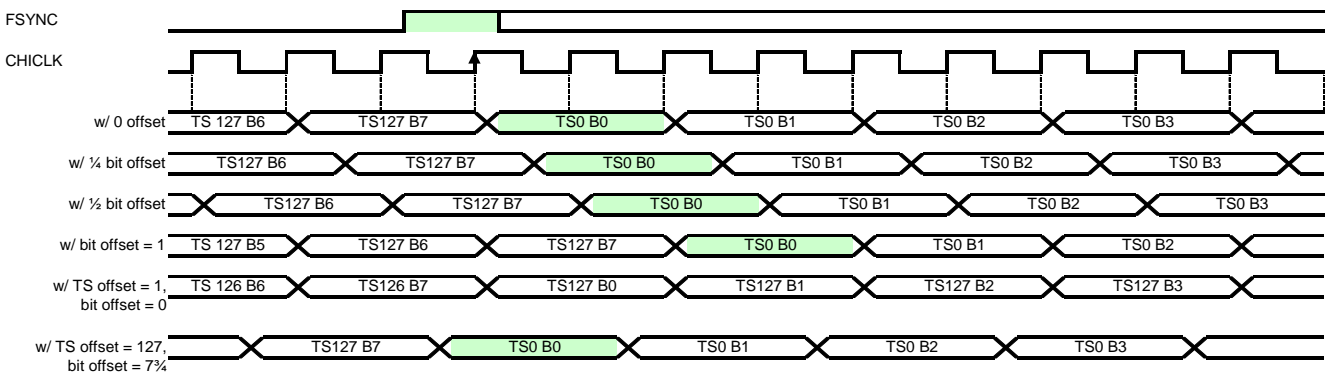 FSYNC
CHICLK
w/ 0 offset TS 127 B6 TS127 B7 TS0 B0 TS0 B1 TS0 B2 TS0 B3
w/ ¼ bit offset TS127 B6 TS127 B7 TS0 B0 TS0 B1 TS0 B2 TS0 B3
w/ ½ bit offset TS127 B6 TS127 B7 TS0 B0 TS0 B1 TS0 B2 TS0 B3
w/ bit offset = 1 TS 127 B5 TS127 B6 TS127 B7 TS0 B0 TS0 B1 TS0 B2
w/ TS offset = 1, TS 126 B6 TS126 B7 TS127 B0 TS127 B1 TS127 B2 TS127 B3
bit offset = 0
w/ TS offset = 127, TS127 B7 TS0 B0 TS0 B1 TS0 B2 TS0 B3
bit offset = 7¾